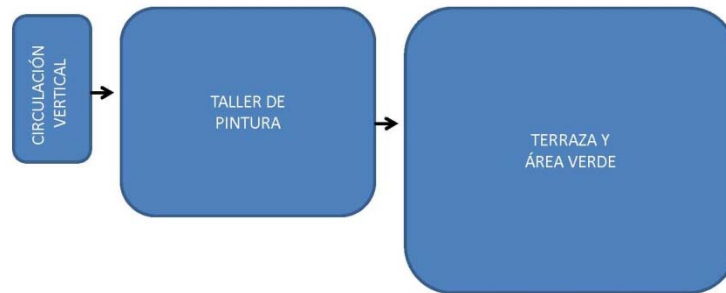 CIRCULACIÓN
VERTICAL
TALLER DE
PINTURA
TERRAZA Y
ÁREA VERDE